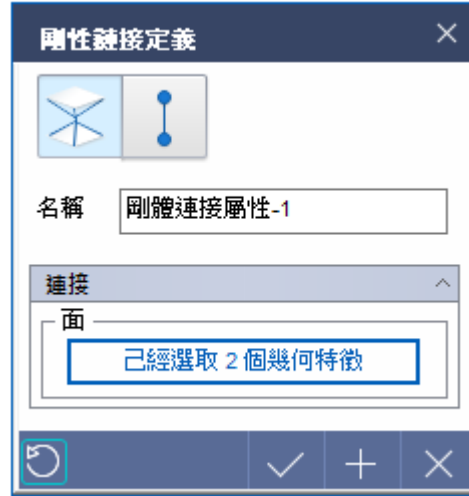 剛性鏈接定義
名稱 剛體連接屬性-1
連接
面
己經選取 2 個幾何特徵